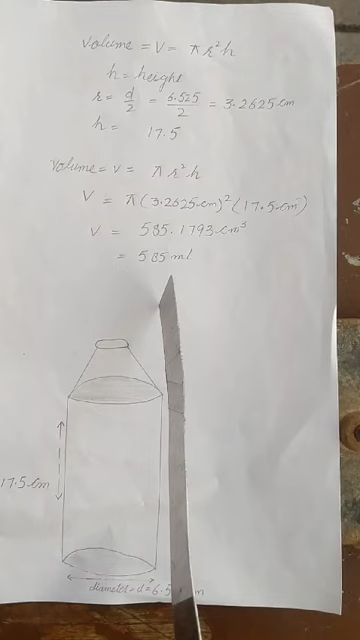 Volume = V = π r² h
h = height
r = d/2 = 6.525/2 = 3.2625 cm
h = 17.5
Volume = V = π r² h
V = π (3.2625 cm)² (17.5 cm)
V = 585.1793 cm³
= 585 ml
17.5 cm
diameter = d = 6.5 m